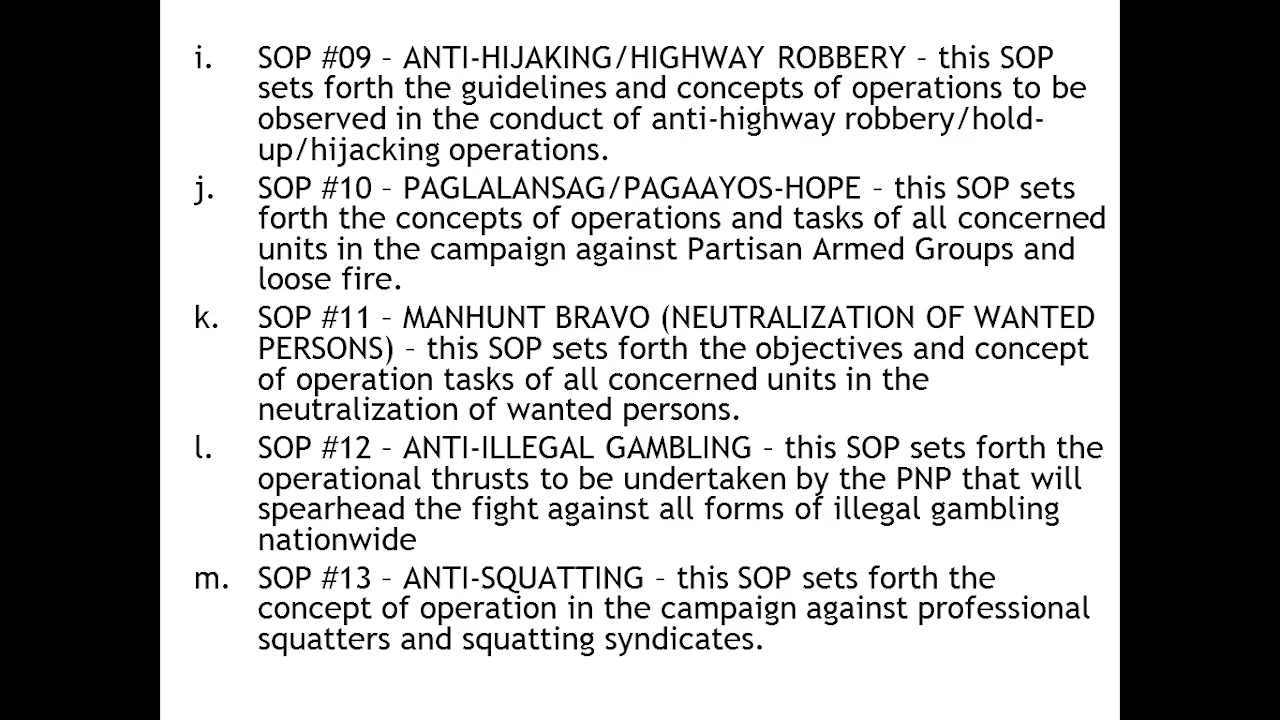 i. SOP #09 – ANTI-HIJAKING/HIGHWAY ROBBERY – this SOP
sets forth the guidelines and concepts of operations to be
observed in the conduct of anti-highway robbery/hold-
up/hijacking operations.
j. SOP #10 – PAGLALANSAG/PAGAAYOS-HOPE – this SOP sets
forth the concepts of operations and tasks of all concerned
units in the campaign against Partisan Armed Groups and
loose fire.
k. SOP #11 – MANHUNT BRAVO (NEUTRALIZATION OF WANTED
PERSONS) – this SOP sets forth the objectives and concept
of operation tasks of all concerned units in the
neutralization of wanted persons.
l. SOP #12 – ANTI-ILLEGAL GAMBLING – this SOP sets forth the
operational thrusts to be undertaken by the PNP that will
spearhead the fight against all forms of illegal gambling
nationwide
m. SOP #13 – ANTI-SQUATTING – this SOP sets forth the
concept of operation in the campaign against professional
squatters and squatting syndicates.